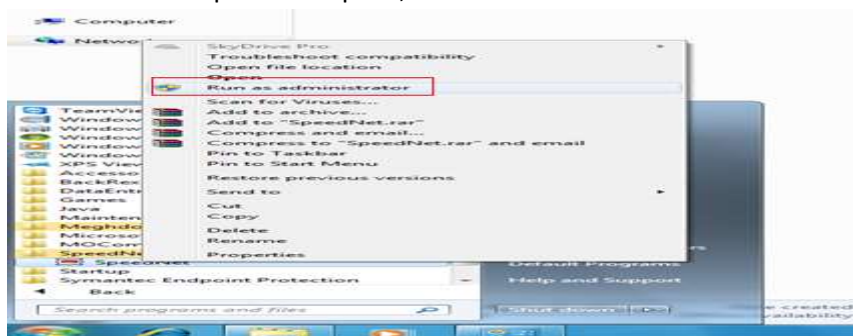 Computer
Networ
SkyDrive Pro
Troubleshoot compatibility
Open file location
Open
Run as administrator
Scan for Viruses...
Add to archive...
Add to "SpeedNet.rar"
Compress and email...
Compress to "SpeedNet.rar" and email
Pin to Taskbar
Pin to Start Menu
Restore previous versions
Send to
Cut
Copy
Delete
Rename
Properties
TeamVie
Window
Window
Window
Window
Window
XPS View
Accesso
BackRex
DataEntr
Games
Java
Mainten
Meghdo
Microso
MOCom
SpeedNe
SpeedNet
Startup
Symantec Endpoint Protection
Back
Search programs and files
Default Programs
Help and Support
Shut down
e created
vailability